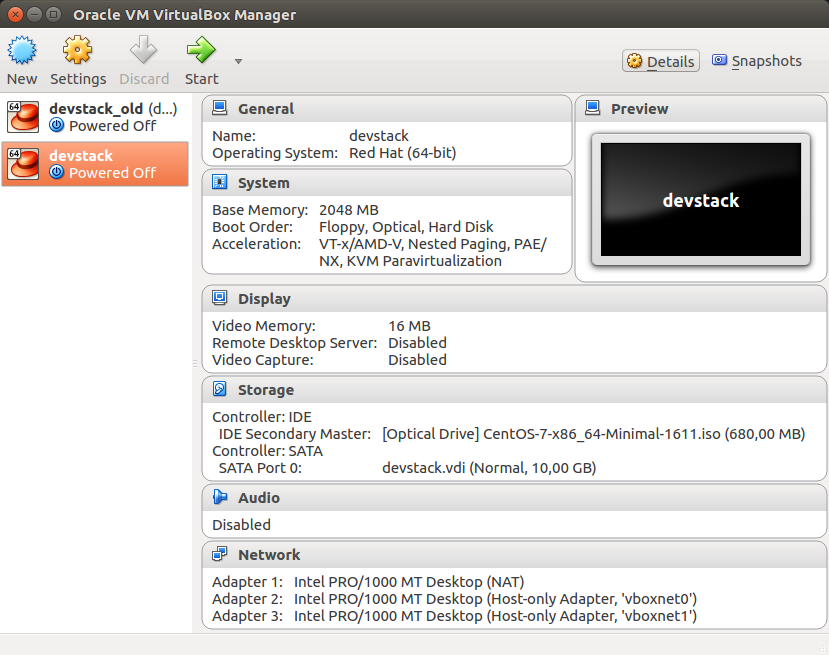 Oracle VM VirtualBox Manager
New Settings Discard Start
Details Snapshots
64
devstack_old (d...)
Powered Off
64
devstack
Powered Off
General
Name: devstack
Operating System: Red Hat (64-bit)
Preview
devstack
System
Base Memory: 2048 MB
Boot Order: Floppy, Optical, Hard Disk
Acceleration: VT-x/AMD-V, Nested Paging, PAE/
NX, KVM Paravirtualization
Display
Video Memory: 16 MB
Remote Desktop Server: Disabled
Video Capture: Disabled
Storage
Controller: IDE
IDE Secondary Master: [Optical Drive] CentOS-7-x86_64-Minimal-1611.iso (680,00 MB)
Controller: SATA
SATA Port 0: devstack.vdi (Normal, 10,00 GB)
Audio
Disabled
Network
Adapter 1: Intel PRO/1000 MT Desktop (NAT)
Adapter 2: Intel PRO/1000 MT Desktop (Host-only Adapter, 'vboxnet0')
Adapter 3: Intel PRO/1000 MT Desktop (Host-only Adapter, 'vboxnet1')